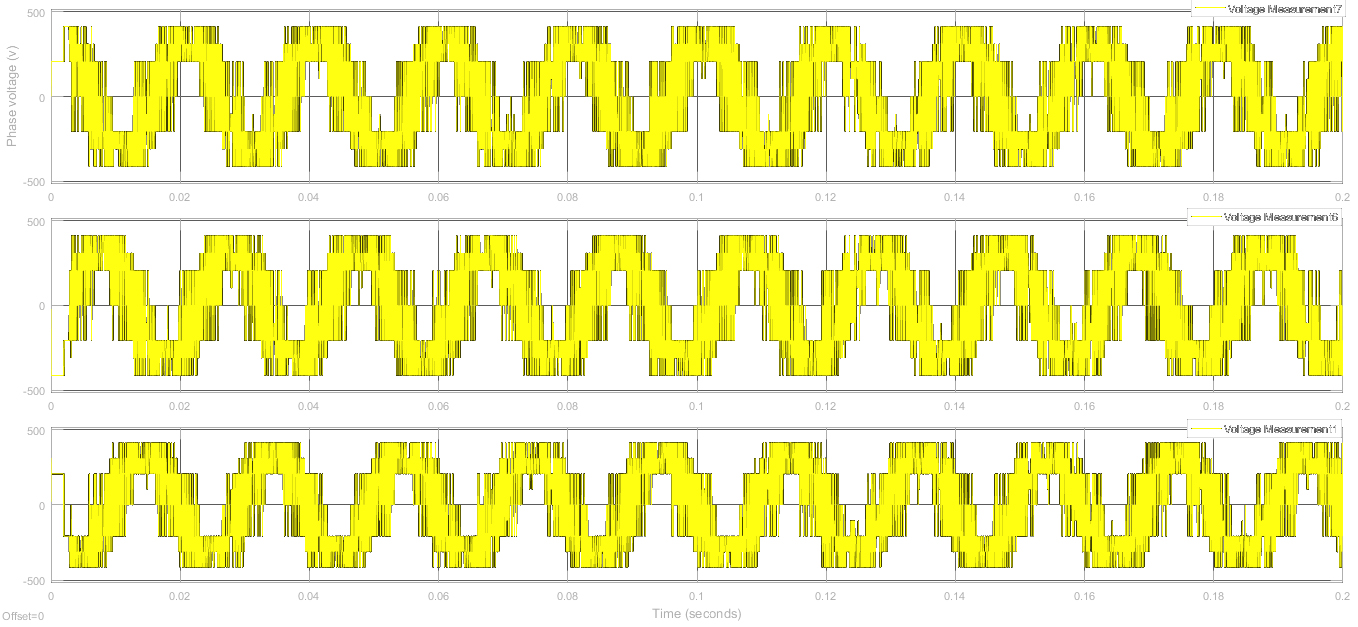 Voltage Measurement7
500
0
-500
Phase voltage (v)
0 0.02 0.04 0.06 0.08 0.1 0.12 0.14 0.16 0.18 0.2
Voltage Measurement6
500
0
-500
0 0.02 0.04 0.06 0.08 0.1 0.12 0.14 0.16 0.18 0.2
Voltage Measurement1
500
0
-500
0 0.02 0.04 0.06 0.08 0.1 0.12 0.14 0.16 0.18 0.2
Time (seconds)
Offset=0